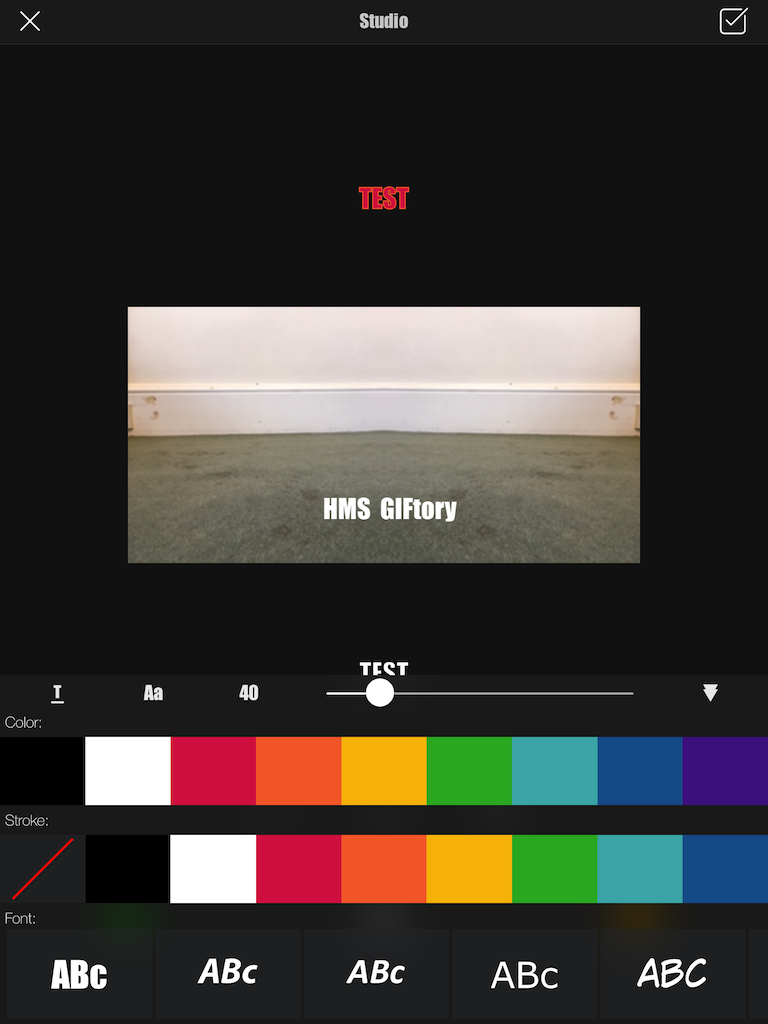 Studio
TEST
HMS GIFtory
TEST
T Aa 40
Color:
Stroke:
Font:
ABc ABc ABc ABc ABC